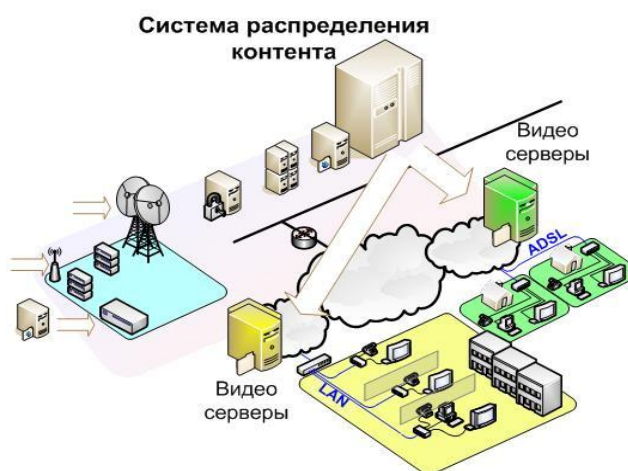 Система распределения
контента
Видео
серверы
ADSL
Видео
серверы
LAN